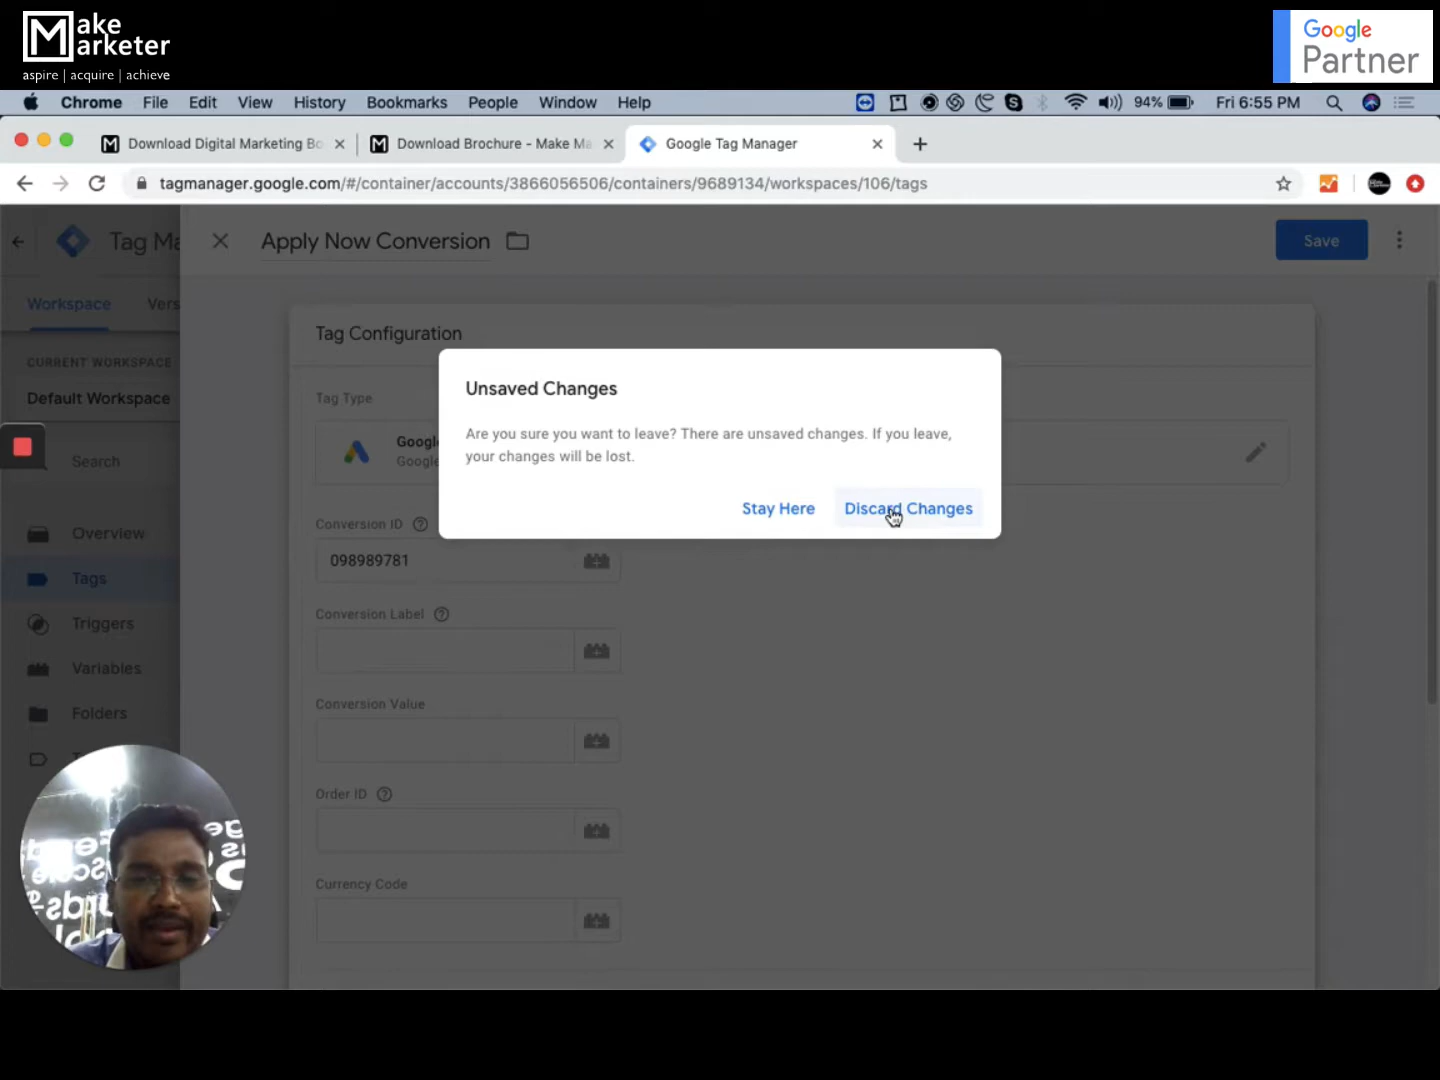 Make
Marketer
aspire | acquire | achieve
Google
Partner
Chrome File Edit View History Bookmarks People Window Help 94% Fri 6:55 PM
Download Digital Marketing Bo
Download Brochure - Make Ma
Google Tag Manager
tagmanager.google.com/#/container/accounts/3866056506/containers/9689134/workspaces/106/tags
Tag Ma
Apply Now Conversion
Save
Workspace Vers
CURRENT WORKSPACE
Default Workspace
Search
Overview
Tags
Triggers
Variables
Folders
Tag Configuration
Tag Type
Googl
Google
Unsaved Changes
Are you sure you want to leave? There are unsaved changes. If you leave,
your changes will be lost.
Stay Here Discard Changes
Conversion ID
098989781
Conversion Label
Conversion Value
Order ID
Currency Code